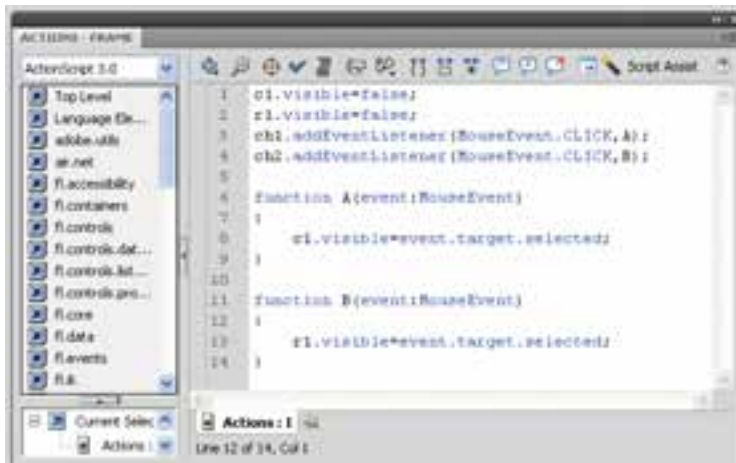 ACTIONS - FRAME
ActionScript 3.0
Script Assist
Top Level
Language Ele...
adobe.utils
air.net
fl.accessibility
fl.containers
fl.controls
fl.controls.dat...
fl.controls.list...
fl.controls.pro...
fl.core
fl.data
fl.events
fl.ik
Current Selec
Actions :
1 c1.visible=false;
2 r1.visible=false;
3 ch1.addEventListener(MouseEvent.CLICK,A);
4 ch2.addEventListener(MouseEvent.CLICK,B);
5
6 function A(event:MouseEvent)
7 {
8 c1.visible=event.target.selected;
9 }
10
11 function B(event:MouseEvent)
12 {
13 r1.visible=event.target.selected;
14 }
Actions : 1
Line 12 of 14, Col 1